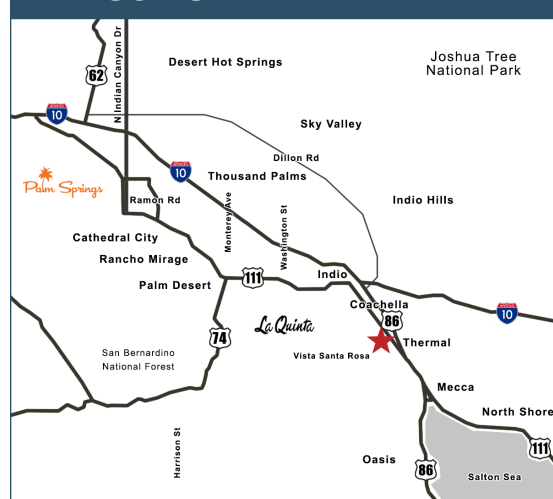 N Indian Canyon Dr
Desert Hot Springs
Joshua Tree
National Park
62
10
Sky Valley
Dillon Rd
10
Thousand Palms
Palm Springs
Ramon Rd
Indio Hills
Monterey Ave
Washington St
Cathedral City
Rancho Mirage
Indio
111
Palm Desert
Coachella
10
86
La Quinta
74
Thermal
San Bernardino
National Forest
Vista Santa Rosa
Mecca
North Shore
Harrison St
111
Oasis
86
Salton Sea